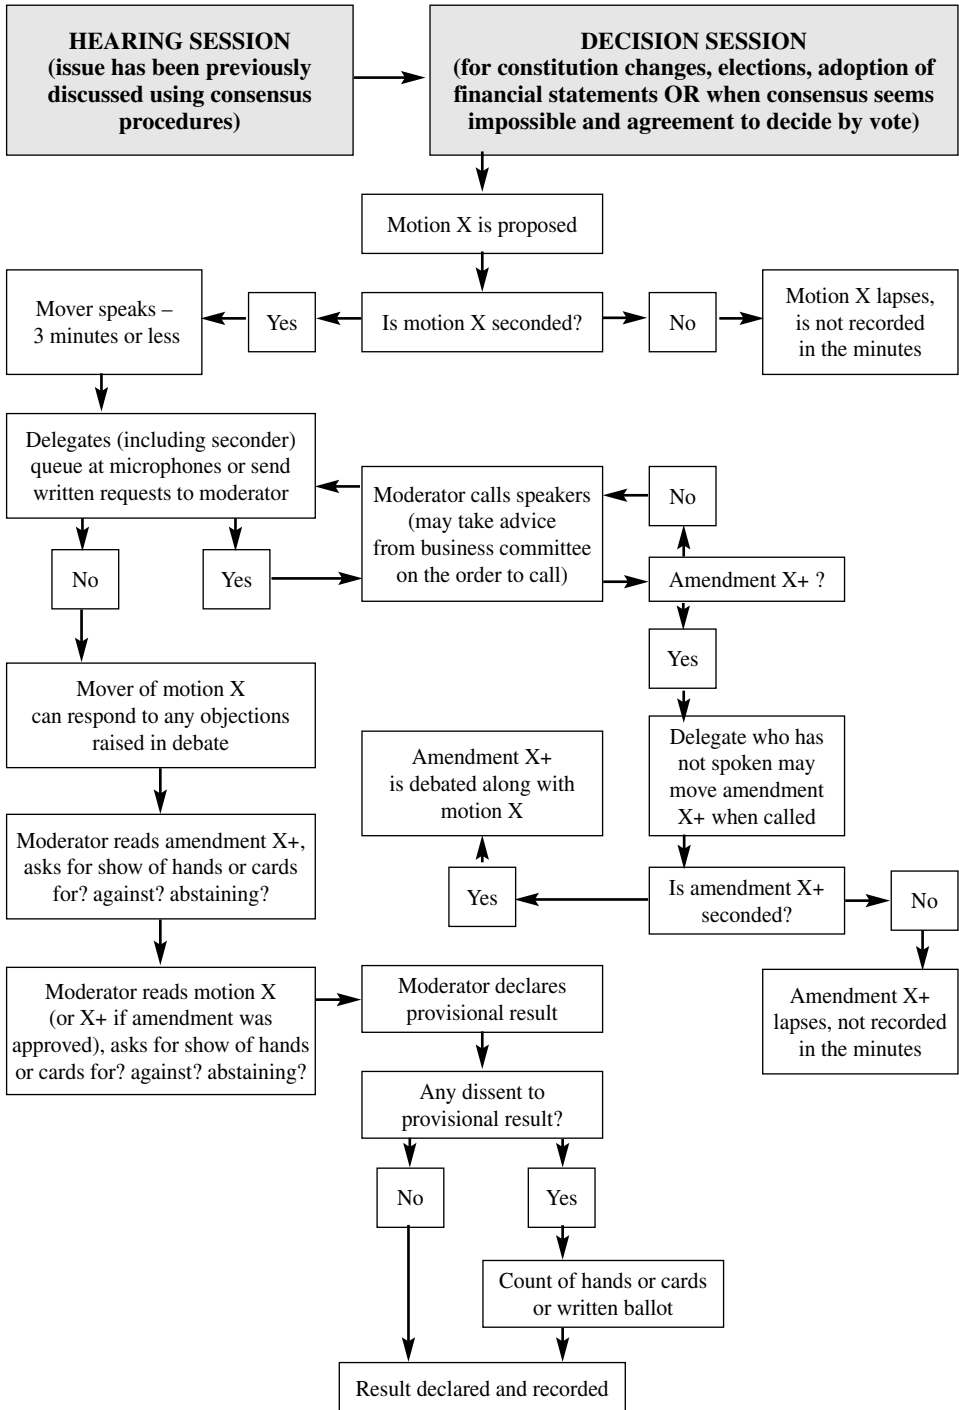 HEARING SESSION
(issue has been previously
discussed using consensus
procedures)
DECISION SESSION
(for constitution changes, elections, adoption of
financial statements OR when consensus seems
impossible and agreement to decide by vote)
Motion X is proposed
Mover speaks –
3 minutes or less
Yes
Is motion X seconded?
No
Motion X lapses,
is not recorded
in the minutes
Delegates (including seconder)
queue at microphones or send
written requests to moderator
Moderator calls speakers
(may take advice
from business committee
on the order to call)
No
No
Yes
Amendment X+ ?
Yes
Mover of motion X
can respond to any objections
raised in debate
Amendment X+
is debated along with
motion X
Delegate who has
not spoken may
move amendment
X+ when called
Moderator reads amendment X+,
asks for show of hands or cards
for? against? abstaining?
Yes
Is amendment X+
seconded?
No
Moderator reads motion X
(or X+ if amendment was
approved), asks for show of hands
or cards for? against? abstaining?
Moderator declares
provisional result
Amendment X+
lapses, not recorded
in the minutes
Any dissent to
provisional result?
No
Yes
Count of hands or cards
or written ballot
Result declared and recorded